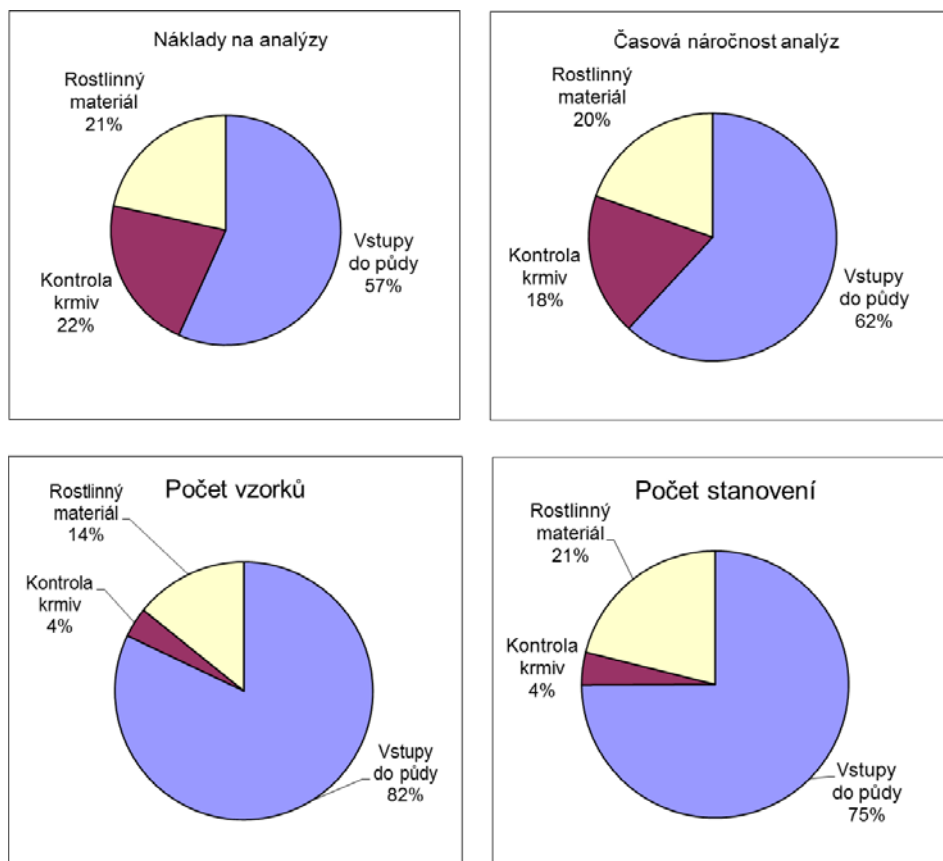 Náklady na analýzy
Rostlinný
materiál
21%
Vstupy
do půdy
57%
Kontrola
krmiv
22%
Časová náročnost analýz
Rostlinný
materiál
20%
Kontrola
krmiv
18%
Vstupy
do půdy
62%
Počet vzorků
Rostlinný
materiál
14%
Kontrola
krmiv
4%
Vstupy
do půdy
82%
Počet stanovení
Rostlinný
materiál
21%
Kontrola
krmiv
4%
Vstupy
do půdy
75%